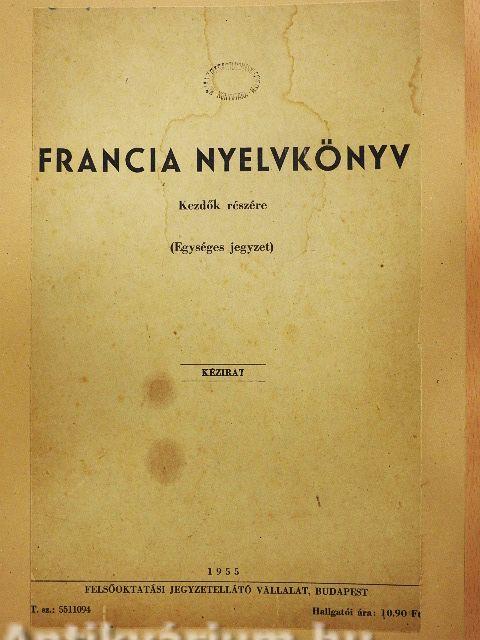 FRANCIA NYELVKÖNYV
Kezdők részére
(Egységes jegyzet)
KÉZIRAT
1955
FELSŐOKTATÁSI JEGYZETELLÁTÓ VÁLLALAT, BUDAPEST
T. sz.: 5511094 Hallgatói ára: 10,90 Ft
Antikvárium.hu